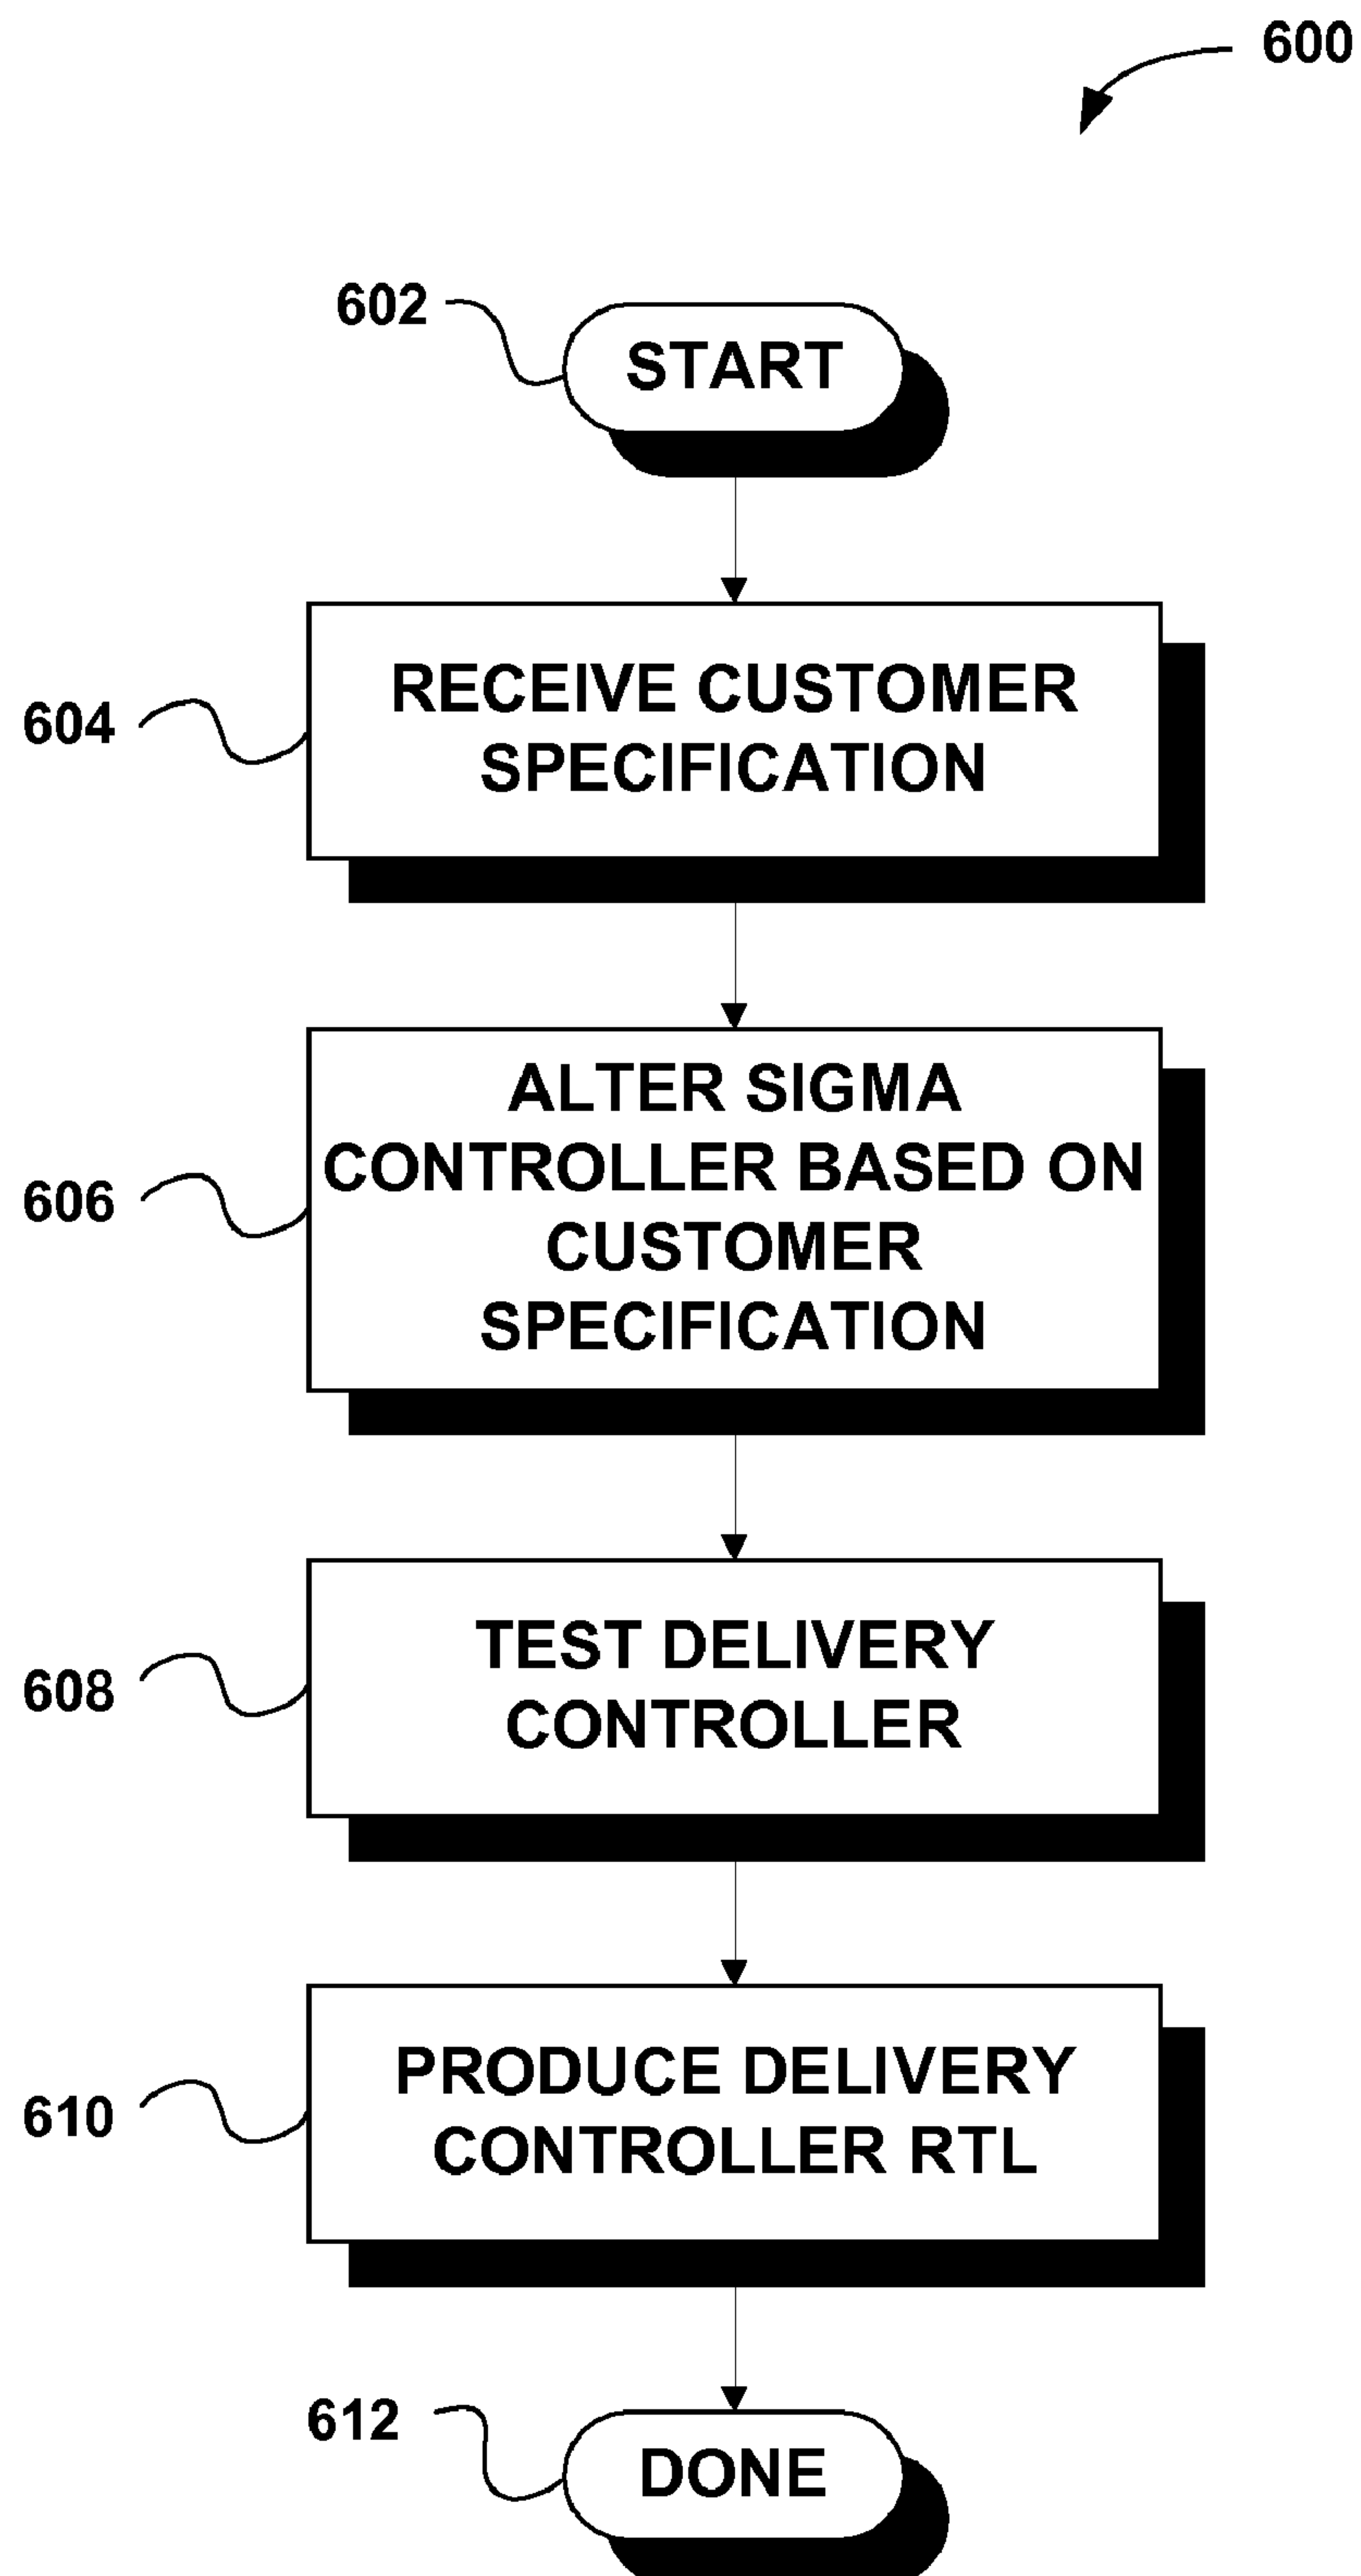 600
602
START
604
RECEIVE CUSTOMER
SPECIFICATION
606
ALTER SIGMA
CONTROLLER BASED ON
CUSTOMER
SPECIFICATION
608
TEST DELIVERY
CONTROLLER
610
PRODUCE DELIVERY
CONTROLLER RTL
612
DONE